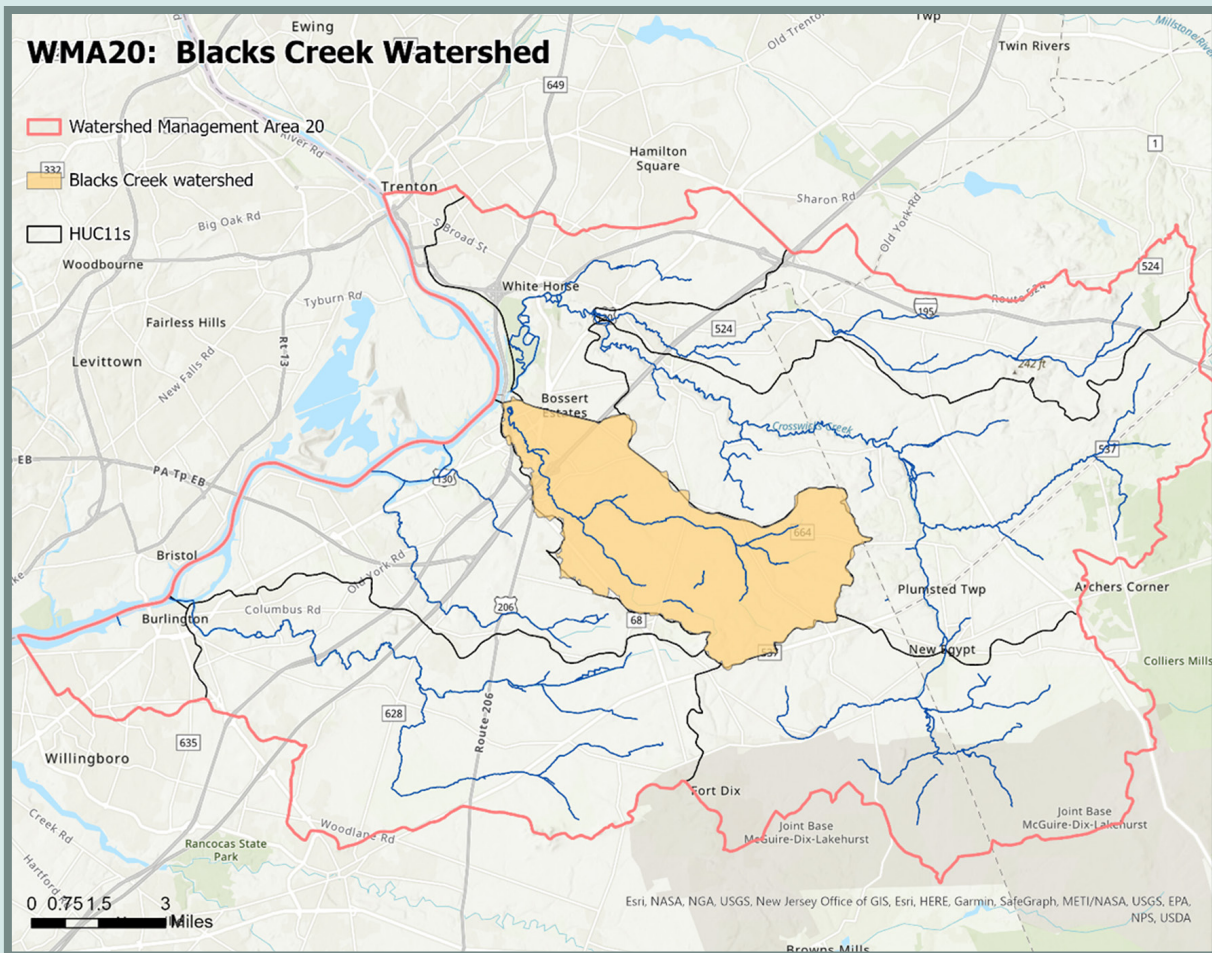 Ewing
Twp
Old Trenton
Millstone River
WMA20: Blacks Creek Watershed
Twin Rivers
649
Watershed Management Area 20
River Rd
Hamilton
Square
1
332
Blacks Creek watershed
Trenton
Sharon Rd
Old York Rd
Big Oak Rd
S Broad St
HUC11s
Woodbourne
524
White Horse
Tyburn Rd
Route 524
195
Fairless Hills
524
Rt 13
Levittown
New Falls Rd
242 ft
Bossert
Estates
Crosswicks Creek
537
EB
PA Tp EB
130
664
Bristol
Old York Rd
Archers Corner
Plumsted Twp
Columbus Rd
206
Burlington
68
537
New Egypt
Colliers Mills
628
Route 206
635
Willingboro
Fort Dix
Joint Base
McGuire-Dix-Lakehurst
Joint Base
McGuire-Dix-Lakehurst
Creek Rd
Woodlane Rd
Rancocas State
Park
Hartford
0 0.75 1.5 3
Miles
Esri, NASA, NGA, USGS, New Jersey Office of GIS, Esri, HERE, Garmin, SafeGraph, METI/NASA, USGS, EPA,
NPS, USDA
Browns Mills